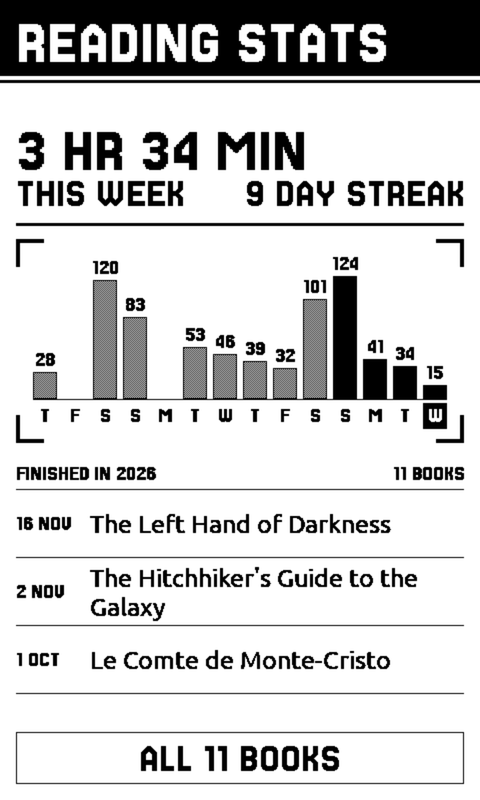 READING STATS
3 HR 34 MIN
THIS WEEK 9 DAY STREAK
124
120
101
83
53 46 39 32 41 34
28 15
T F S S M T W T F S S M T W
FINISHED IN 2026 11 BOOKS
16 NOV The Left Hand of Darkness
2 NOV The Hitchhiker's Guide to the
Galaxy
1 OCT Le Comte de Monte-Cristo
ALL 11 BOOKS